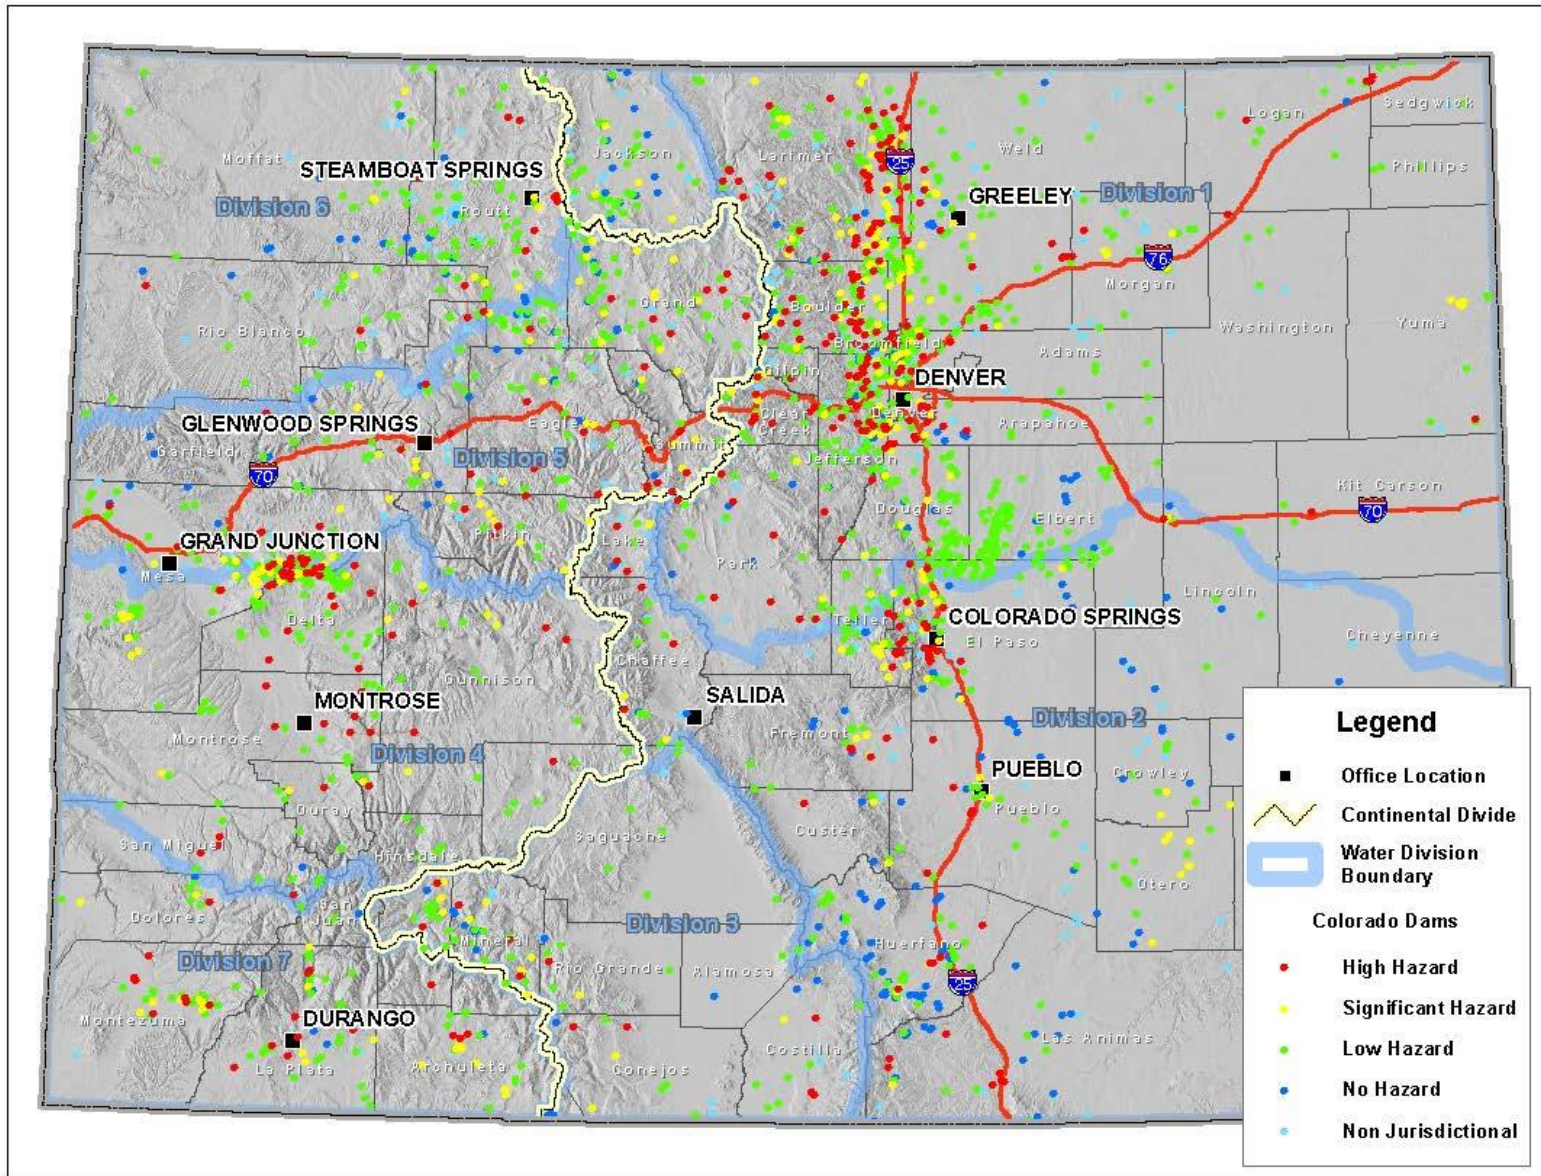 Moffat
Jackson
Larimer
Weld
Logan
Sedgwick
Phillips
25
STEAMBOAT SPRINGS
Division 6
Routt
GREELEY
Division 1
76
Morgan
Washington
Yuma
Rio Blanco
Grand
Boulder
Broomfield
Adams
Gilpin
DENVER
Denver
Arapahoe
Clear
Creek
GLENWOOD SPRINGS
Garfield
Eagle
Summit
Division 5
Jefferson
70
Kit Carson
70
Pitkin
Lake
Douglas
Elbert
GRAND JUNCTION
Mesa
Park
Lincoln
Delta
Teller
COLORADO SPRINGS
El Paso
Cheyenne
Gunnison
Chaffee
MONTROSE
Montrose
SALIDA
Division 4
Fremont
Division 2
Crowley
PUEBLO
Pueblo
Ouray
San Miguel
Hinsdale
Saguache
Custer
Otero
Dolores
San
Juan
Division 3
Division 7
Mineral
Rio Grande
Alamosa
Huerfano
25
Montezuma
DURANGO
La Plata
Archuleta
Conejos
Costilla
Las Animas
Legend
Office Location
Continental Divide
Water Division
Boundary
Colorado Dams
High Hazard
Significant Hazard
Low Hazard
No Hazard
Non Jurisdictional